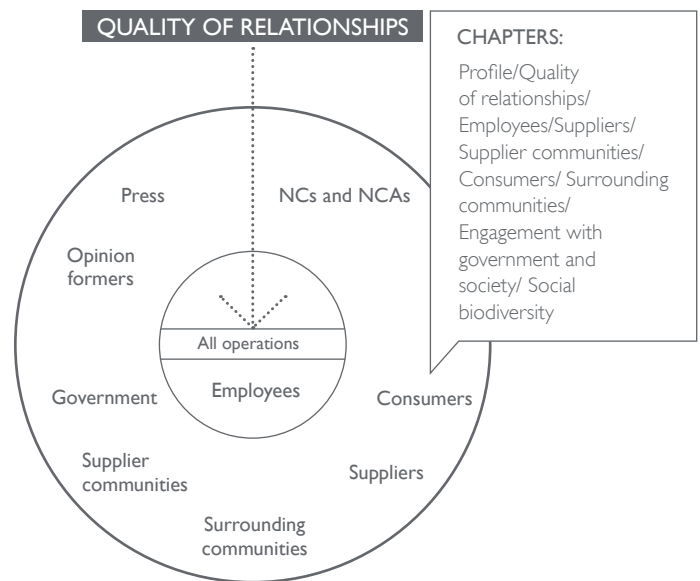 QUALITY OF RELATIONSHIPS
CHAPTERS:
Profile/Quality
of relationships/
Employees/Suppliers/
Supplier communities/
Consumers/ Surrounding
communities/
Engagement with
government and
society/ Social
biodiversity
Press
NCs and NCAs
Opinion
formers
All operations
Employees
Government
Consumers
Supplier
communities
Suppliers
Surrounding
communities